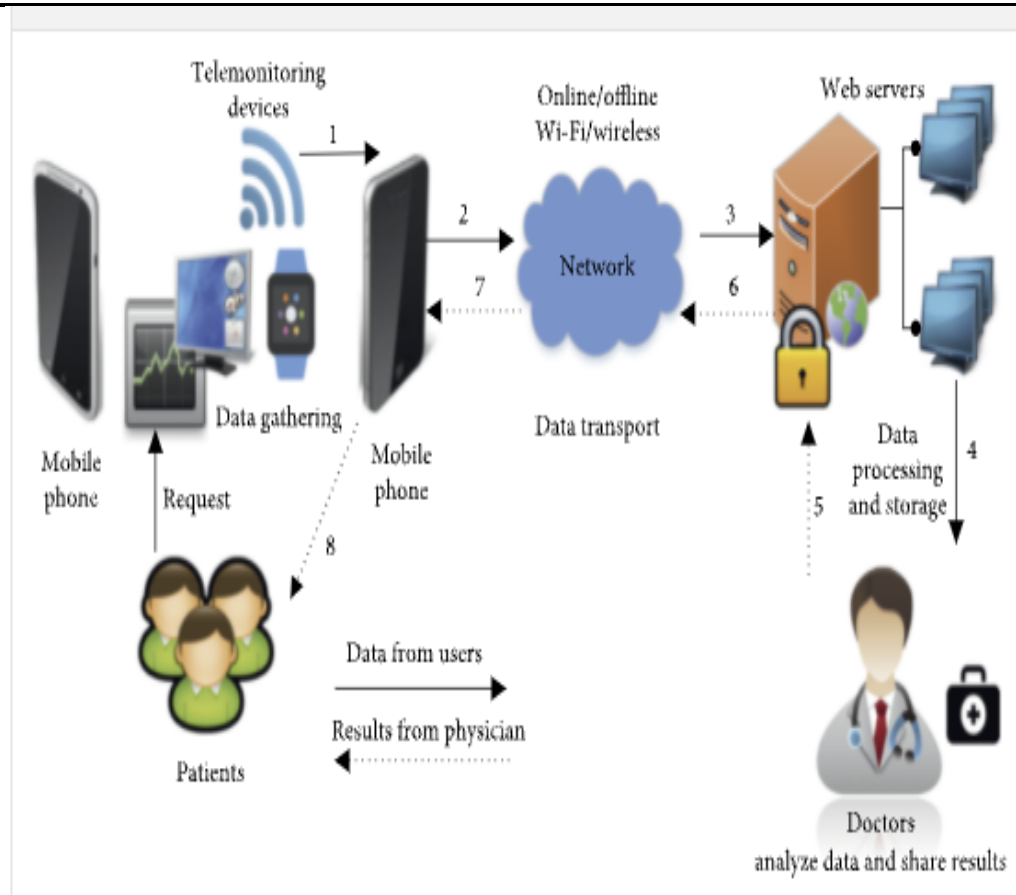 Telemonitoring
devices
1
Online/offline
Wi-Fi/wireless
Web servers
2
3
Network
7
6
Data gathering
Data transport
Mobile
phone
Mobile
phone
Request
8
5
Data
processing
and storage
4
Data from users
Results from physician
Patients
Doctors
analyze data and share results